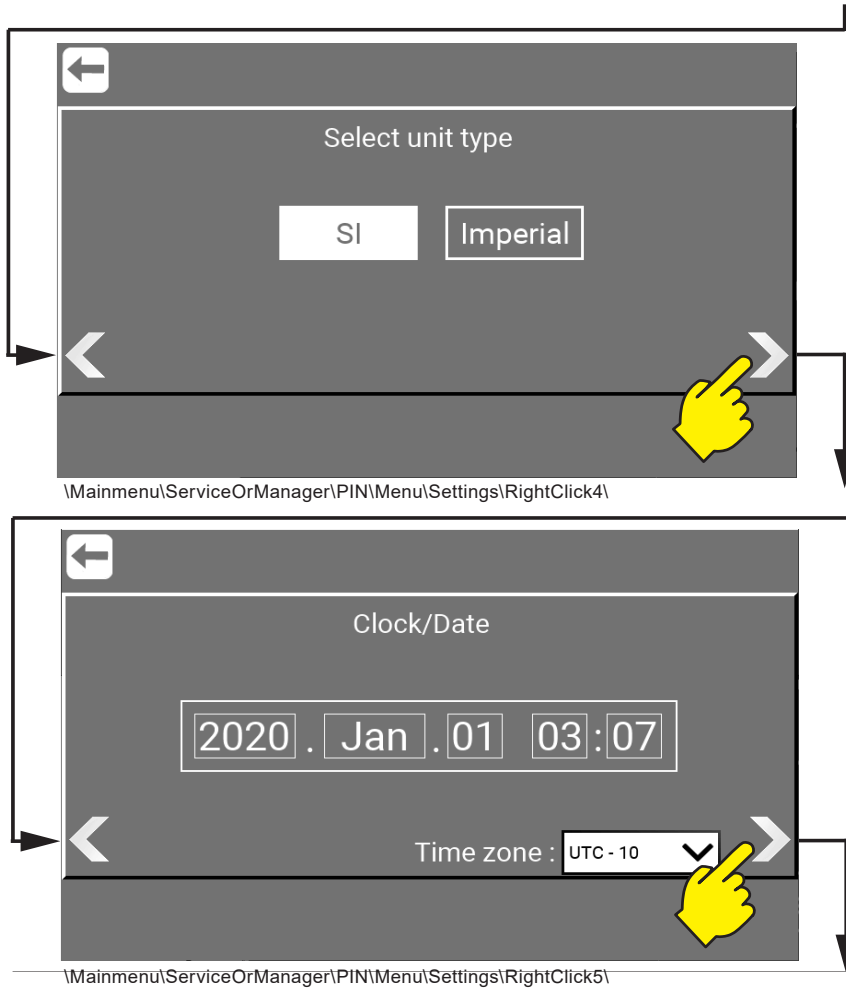 Select unit type
SI Imperial
\Mainmenu\ServiceOrManager\PIN\Menu\Settings\RightClick4\
Clock/Date
2020 . Jan . 01 03 : 07
Time zone : UTC - 10
\Mainmenu\ServiceOrManager\PIN\Menu\Settings\RightClick5\